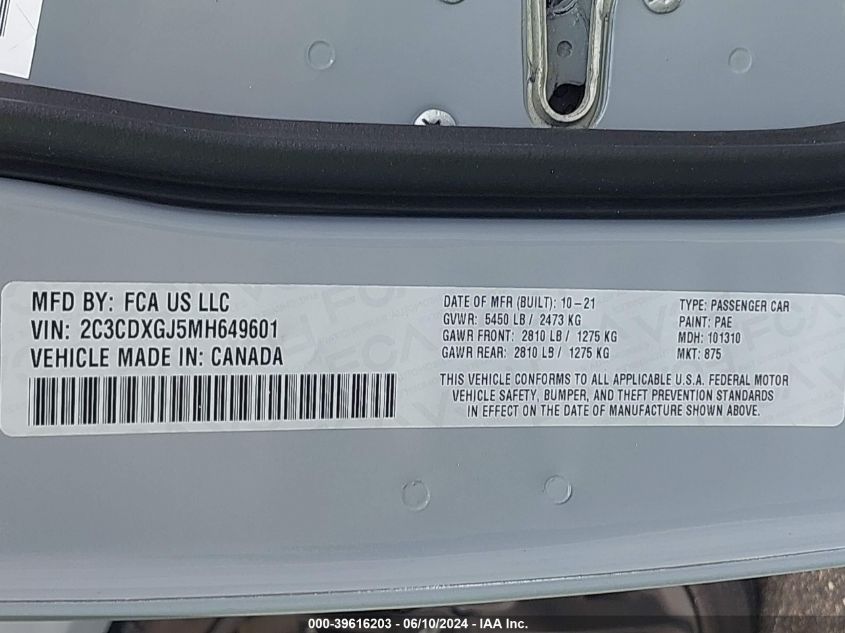 MFD BY: FCA US LLC
VIN: 2C3CDXGJ5MH649601
VEHICLE MADE IN: CANADA
DATE OF MFR (BUILT): 10-21
GVWR: 5450 LB / 2473 KG
GAWR FRONT: 2810 LB / 1275 KG
GAWR REAR: 2810 LB / 1275 KG
TYPE: PASSENGER CAR
PAINT: PAE
MDH: 101310
MKT: 875
THIS VEHICLE CONFORMS TO ALL APPLICABLE U.S.A. FEDERAL MOTOR
VEHICLE SAFETY, BUMPER, AND THEFT PREVENTION STANDARDS
IN EFFECT ON THE DATE OF MANUFACTURE SHOWN ABOVE.
000-39616203 - 06/10/2024 - IAA Inc.